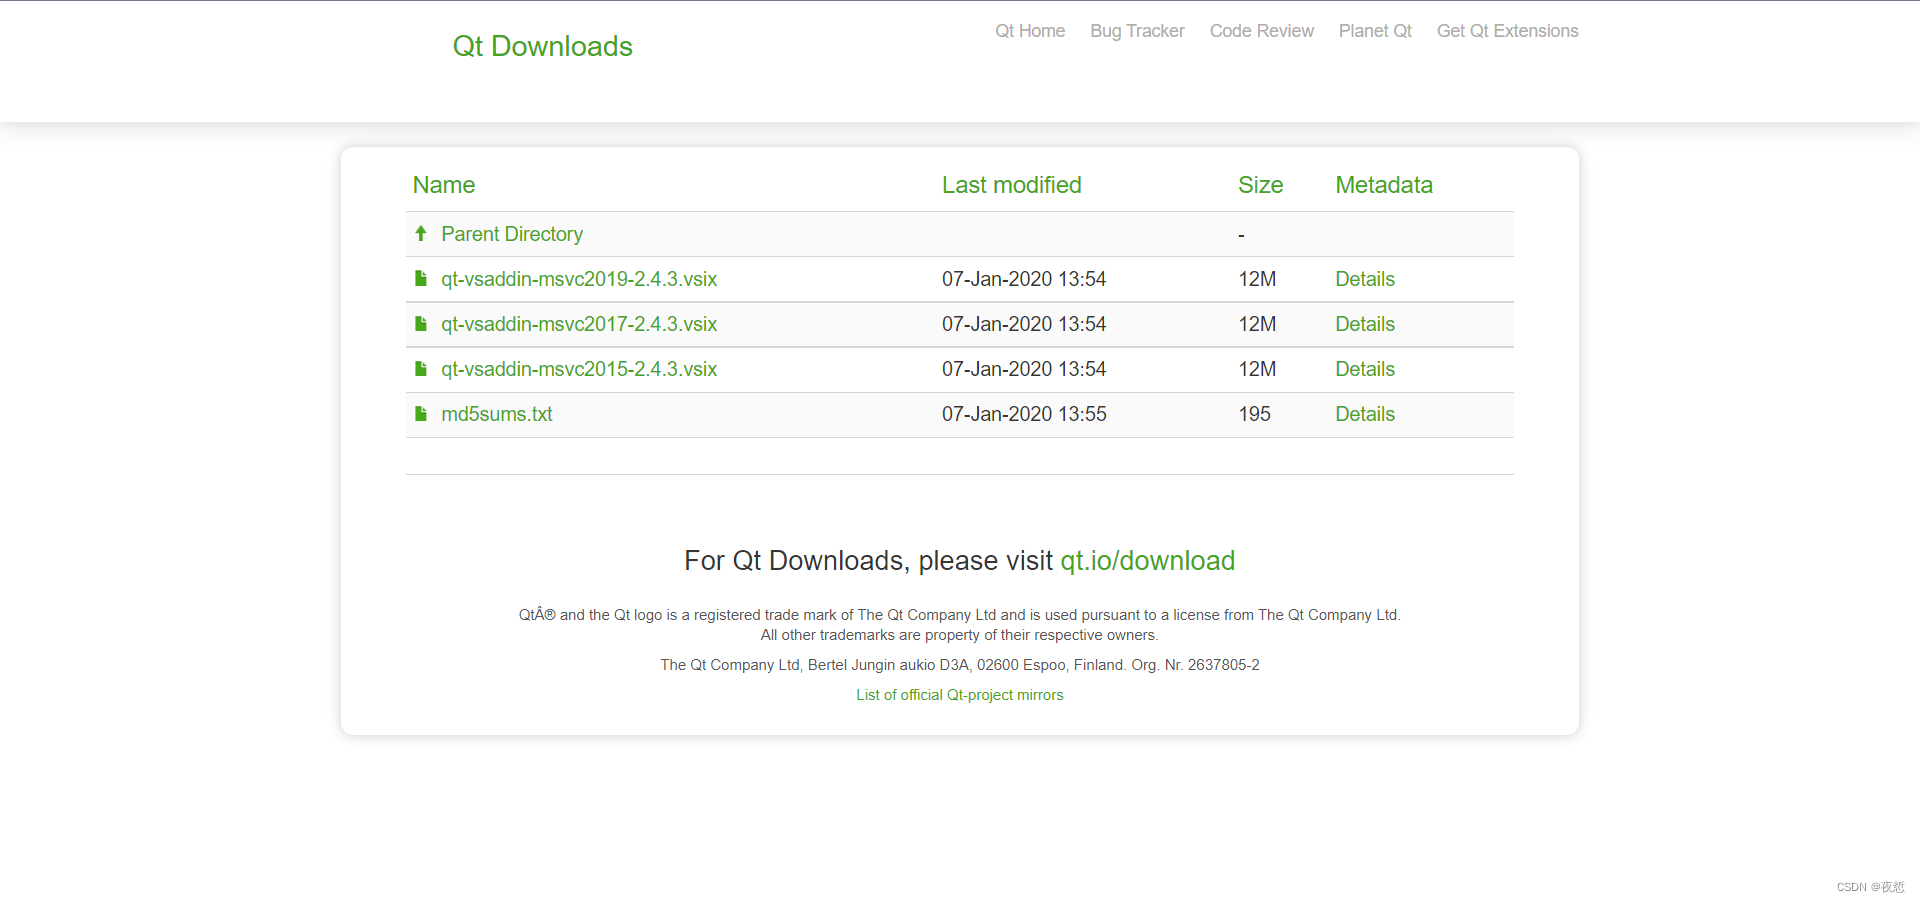 Qt Downloads
Qt Home Bug Tracker Code Review Planet Qt Get Qt Extensions
Name Last modified Size Metadata
Parent Directory -
qt-vsaddin-msvc2019-2.4.3.vsix 07-Jan-2020 13:54 12M Details
qt-vsaddin-msvc2017-2.4.3.vsix 07-Jan-2020 13:54 12M Details
qt-vsaddin-msvc2015-2.4.3.vsix 07-Jan-2020 13:54 12M Details
md5sums.txt 07-Jan-2020 13:55 195 Details
For Qt Downloads, please visit qt.io/download
QtÂ® and the Qt logo is a registered trade mark of The Qt Company Ltd and is used pursuant to a license from The Qt Company Ltd.
All other trademarks are property of their respective owners.
The Qt Company Ltd, Bertel Jungin aukio D3A, 02600 Espoo, Finland. Org. Nr. 2637805-2
List of official Qt-project mirrors
CSDN @夜悊